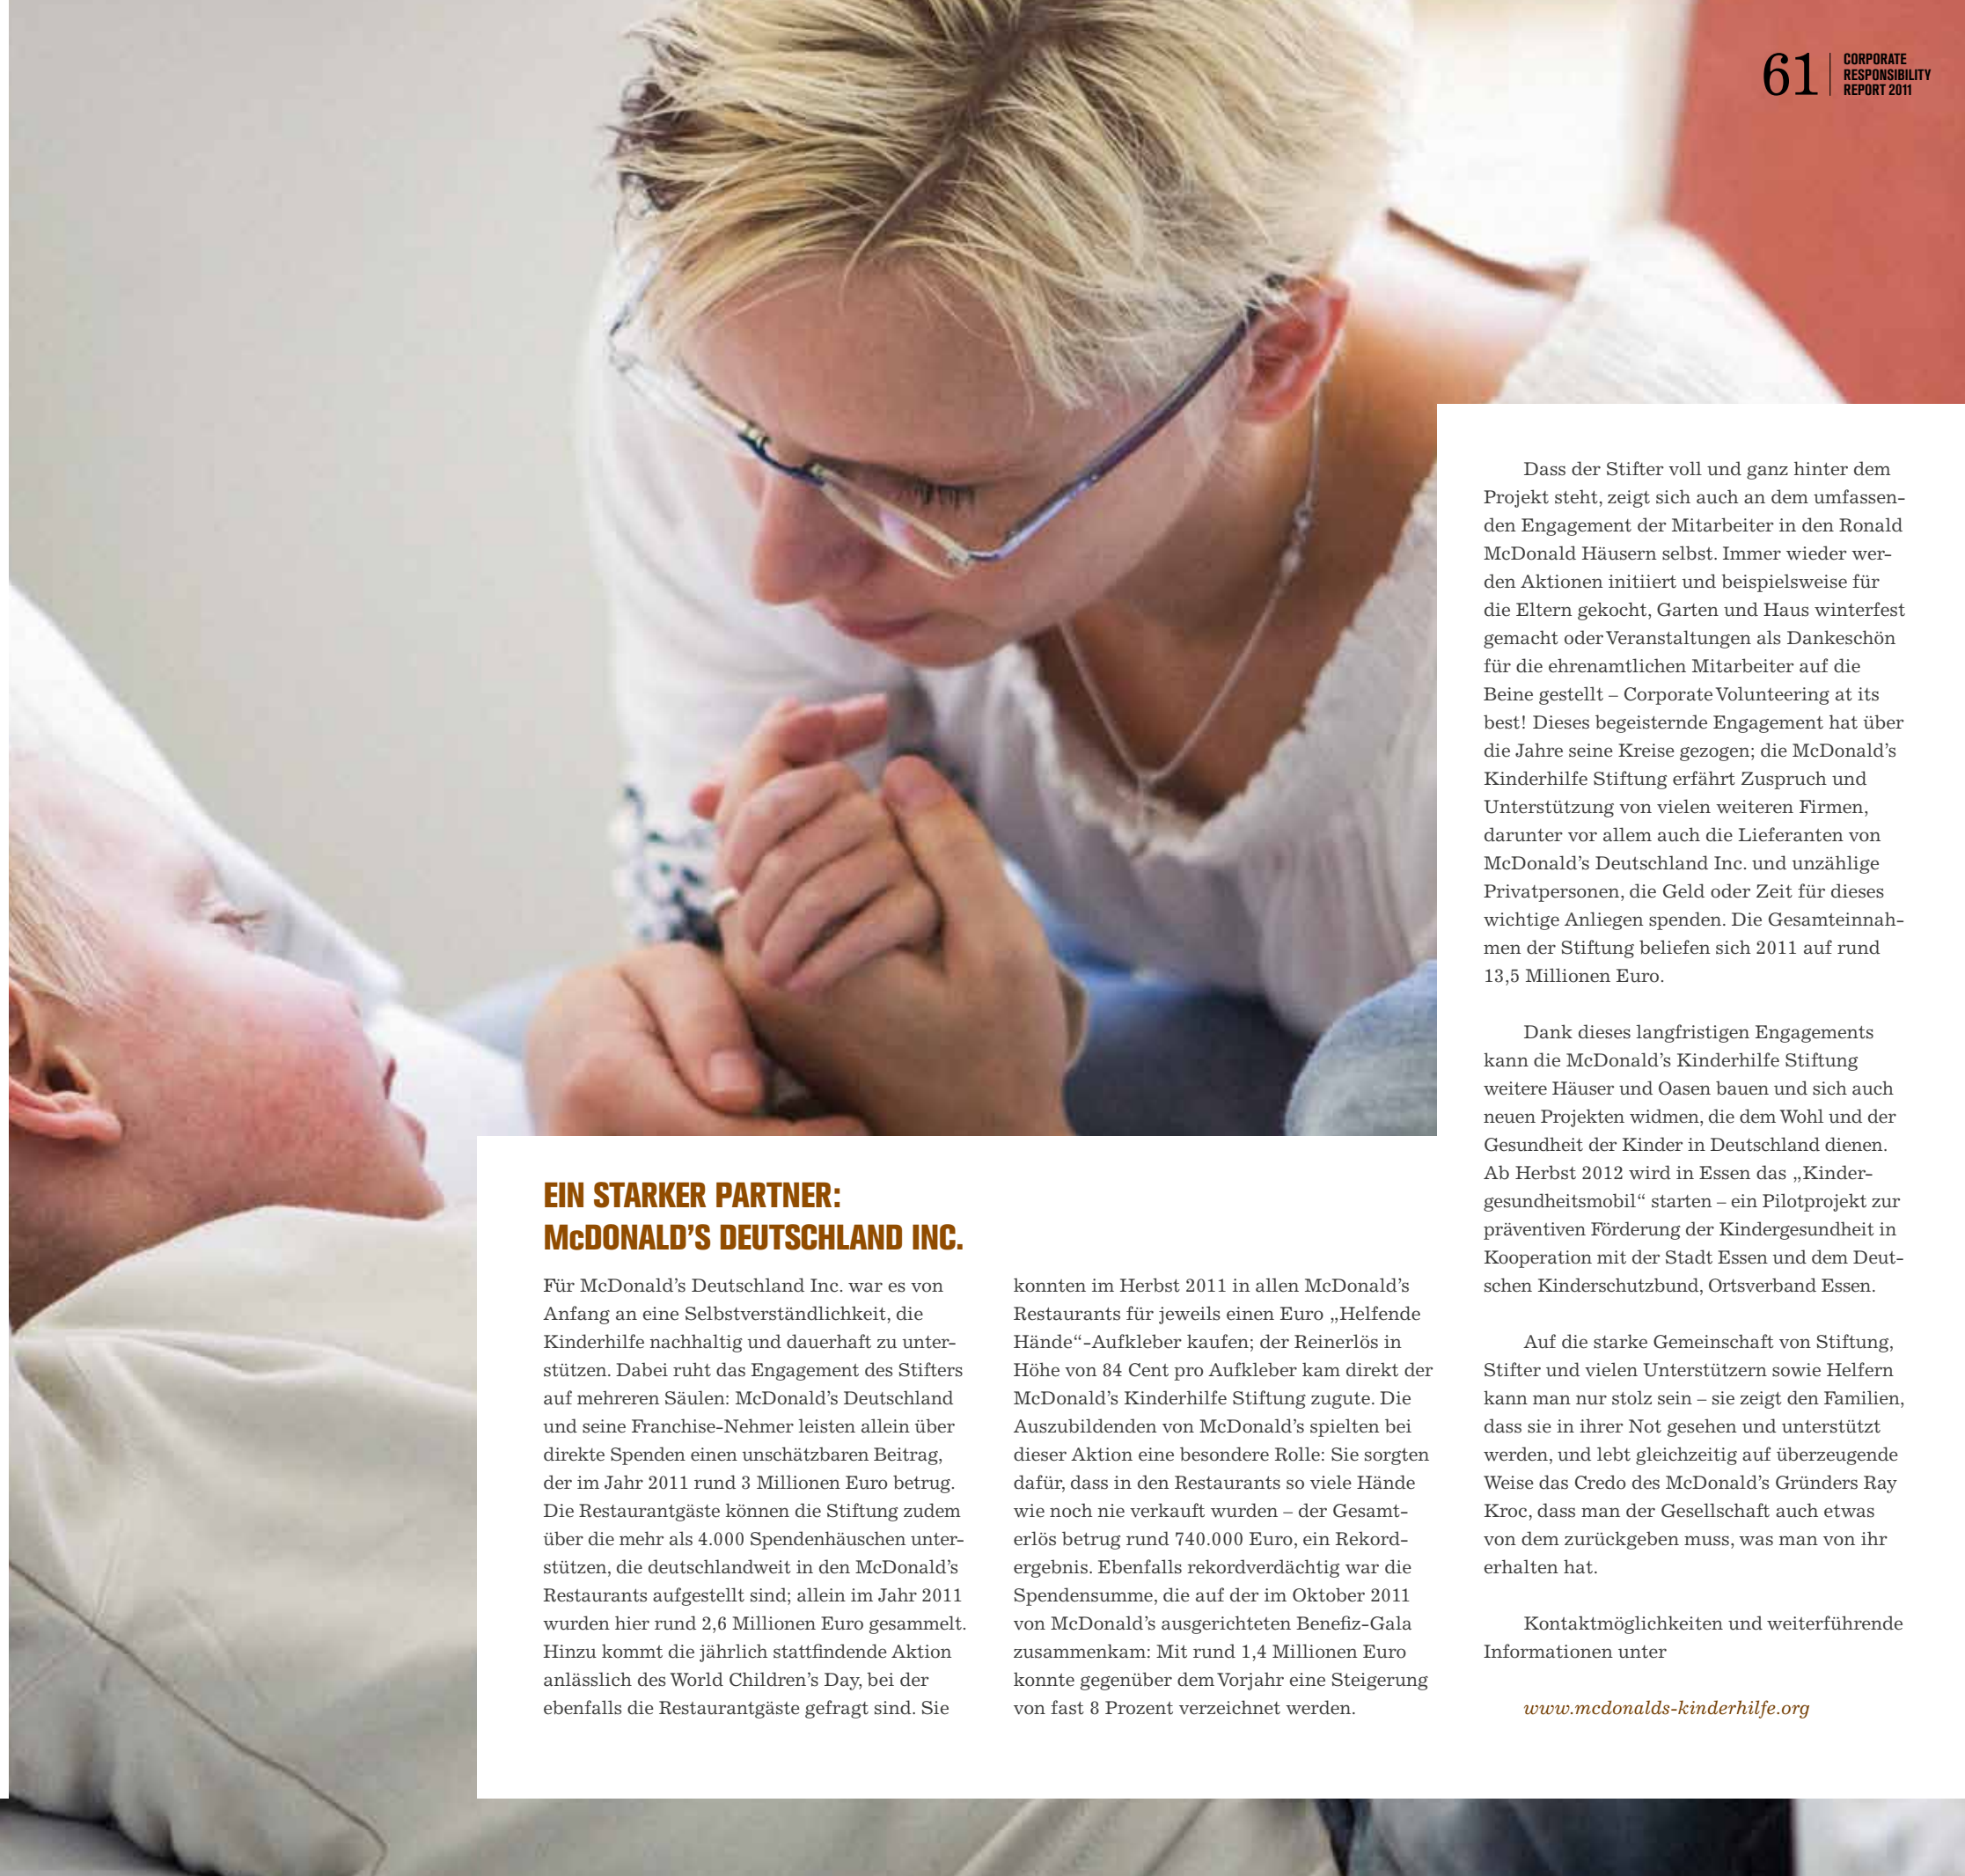 61
CORPORATE
RESPONSIBILITY
REPORT 2011
EIN STARKER PARTNER:
McDONALD’S DEUTSCHLAND INC.
Für McDonald’s Deutschland Inc. war es von
Anfang an eine Selbstverständlichkeit, die
Kinderhilfe nachhaltig und dauerhaft zu unter-
stützen. Dabei ruht das Engagement des Stifters
auf mehreren Säulen: McDonald’s Deutschland
und seine Franchise-Nehmer leisten allein über
direkte Spenden einen unschätzbaren Beitrag,
der im Jahr 2011 rund 3 Millionen Euro betrug.
Die Restaurantgäste können die Stiftung zudem
über die mehr als 4.000 Spendenhäuschen unter-
stützen, die deutschlandweit in den McDonald’s
Restaurants aufgestellt sind; allein im Jahr 2011
wurden hier rund 2,6 Millionen Euro gesammelt.
Hinzu kommt die jährlich stattfindende Aktion
anlässlich des World Children’s Day, bei der
ebenfalls die Restaurantgäste gefragt sind. Sie
konnten im Herbst 2011 in allen McDonald’s
Restaurants für jeweils einen Euro „Helfende
Hände“-Aufkleber kaufen; der Reinerlös in
Höhe von 84 Cent pro Aufkleber kam direkt der
McDonald’s Kinderhilfe Stiftung zugute. Die
Auszubildenden von McDonald’s spielten bei
dieser Aktion eine besondere Rolle: Sie sorgten
dafür, dass in den Restaurants so viele Hände
wie noch nie verkauft wurden – der Gesamt-
erlös betrug rund 740.000 Euro, ein Rekord-
ergebnis. Ebenfalls rekordverdächtig war die
Spendensumme, die auf der im Oktober 2011
von McDonald’s ausgerichteten Benefiz-Gala
zusammenkam: Mit rund 1,4 Millionen Euro
konnte gegenüber dem Vorjahr eine Steigerung
von fast 8 Prozent verzeichnet werden.
Dass der Stifter voll und ganz hinter dem
Projekt steht, zeigt sich auch an dem umfassen-
den Engagement der Mitarbeiter in den Ronald
McDonald Häusern selbst. Immer wieder wer-
den Aktionen initiiert und beispielsweise für
die Eltern gekocht, Garten und Haus winterfest
gemacht oder Veranstaltungen als Dankeschön
für die ehrenamtlichen Mitarbeiter auf die
Beine gestellt – Corporate Volunteering at its
best! Dieses begeisternde Engagement hat über
die Jahre seine Kreise gezogen; die McDonald’s
Kinderhilfe Stiftung erfährt Zuspruch und
Unterstützung von vielen weiteren Firmen,
darunter vor allem auch die Lieferanten von
McDonald’s Deutschland Inc. und unzählige
Privatpersonen, die Geld oder Zeit für dieses
wichtige Anliegen spenden. Die Gesamteinnah-
men der Stiftung beliefen sich 2011 auf rund
13,5 Millionen Euro.
Dank dieses langfristigen Engagements
kann die McDonald’s Kinderhilfe Stiftung
weitere Häuser und Oasen bauen und sich auch
neuen Projekten widmen, die dem Wohl und der
Gesundheit der Kinder in Deutschland dienen.
Ab Herbst 2012 wird in Essen das „Kinder-
gesundheitsmobil“ starten – ein Pilotprojekt zur
präventiven Förderung der Kindergesundheit in
Kooperation mit der Stadt Essen und dem Deut-
schen Kinderschutzbund, Ortsverband Essen.
Auf die starke Gemeinschaft von Stiftung,
Stifter und vielen Unterstützern sowie Helfern
kann man nur stolz sein – sie zeigt den Familien,
dass sie in ihrer Not gesehen und unterstützt
werden, und lebt gleichzeitig auf überzeugende
Weise das Credo des McDonald’s Gründers Ray
Kroc, dass man der Gesellschaft auch etwas
von dem zurückgeben muss, was man von ihr
erhalten hat.
Kontaktmöglichkeiten und weiterführende
Informationen unter
www.mcdonalds-kinderhilfe.org